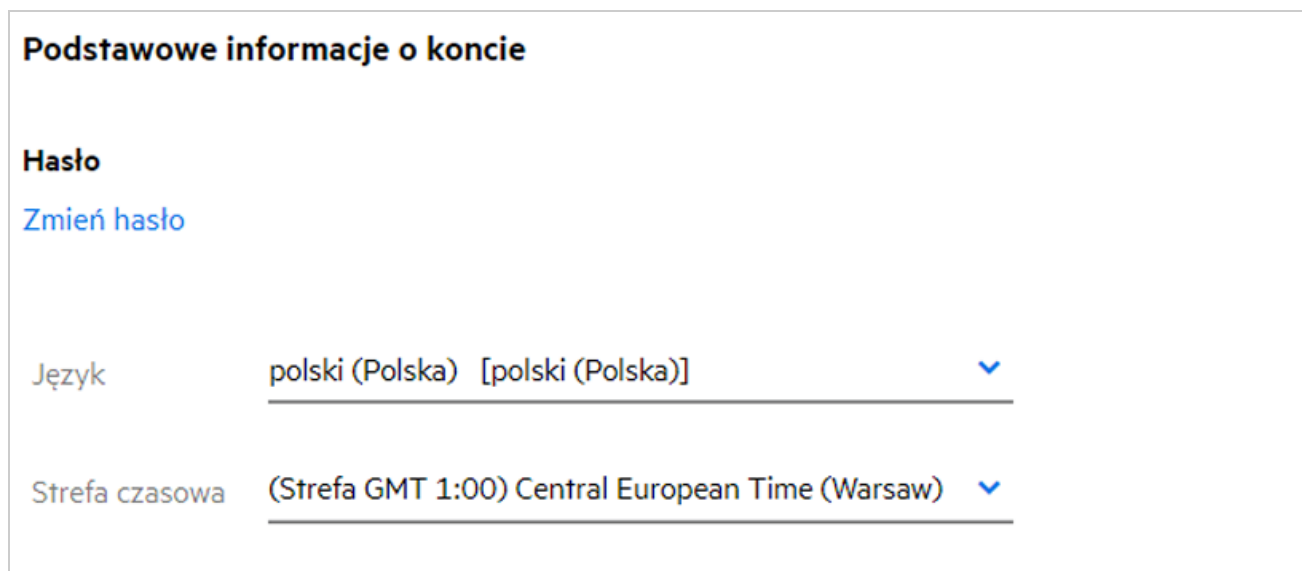 Podstawowe informacje o koncie
Hasło
Zmień hasło
Język polski (Polska) [polski (Polska)]
Strefa czasowa (Strefa GMT 1:00) Central European Time (Warsaw)